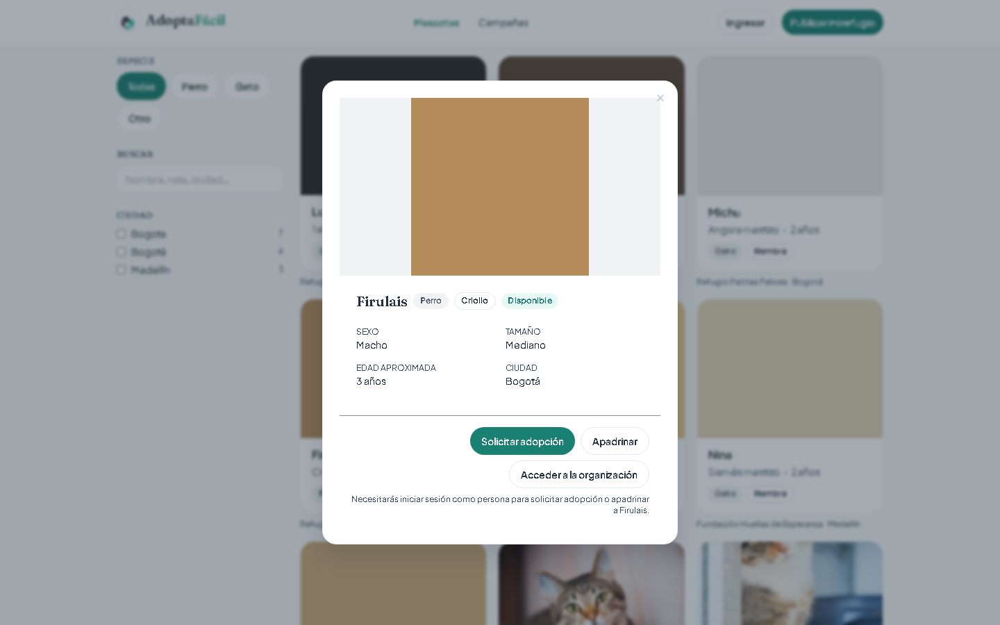 AdoptaFácil
Mascotas
Campañas
Ingresar
Publicar mi refugio
ESPECIE
Todas
Perro
Gato
Otro
BUSCAR
Nombre, raza, ciudad...
CIUDAD
Bogota 7
Bogotá 4
Medellín 3
Michu
Angora mestizo · 2 años
Gato
Hembra
Refugio Patitas Felices · Bogotá
Nina
Siamés mestizo · 2 años
Gato
Hembra
Fundación Huellas de Esperanza · Medellín
Firulais
Perro
Criollo
Disponible
SEXO
Macho
TAMAÑO
Mediano
EDAD APROXIMADA
3 años
CIUDAD
Bogotá
Solicitar adopción
Apadrinar
Acceder a la organización
Necesitarás iniciar sesión como persona para solicitar adopción o apadrinar
a Firulais.